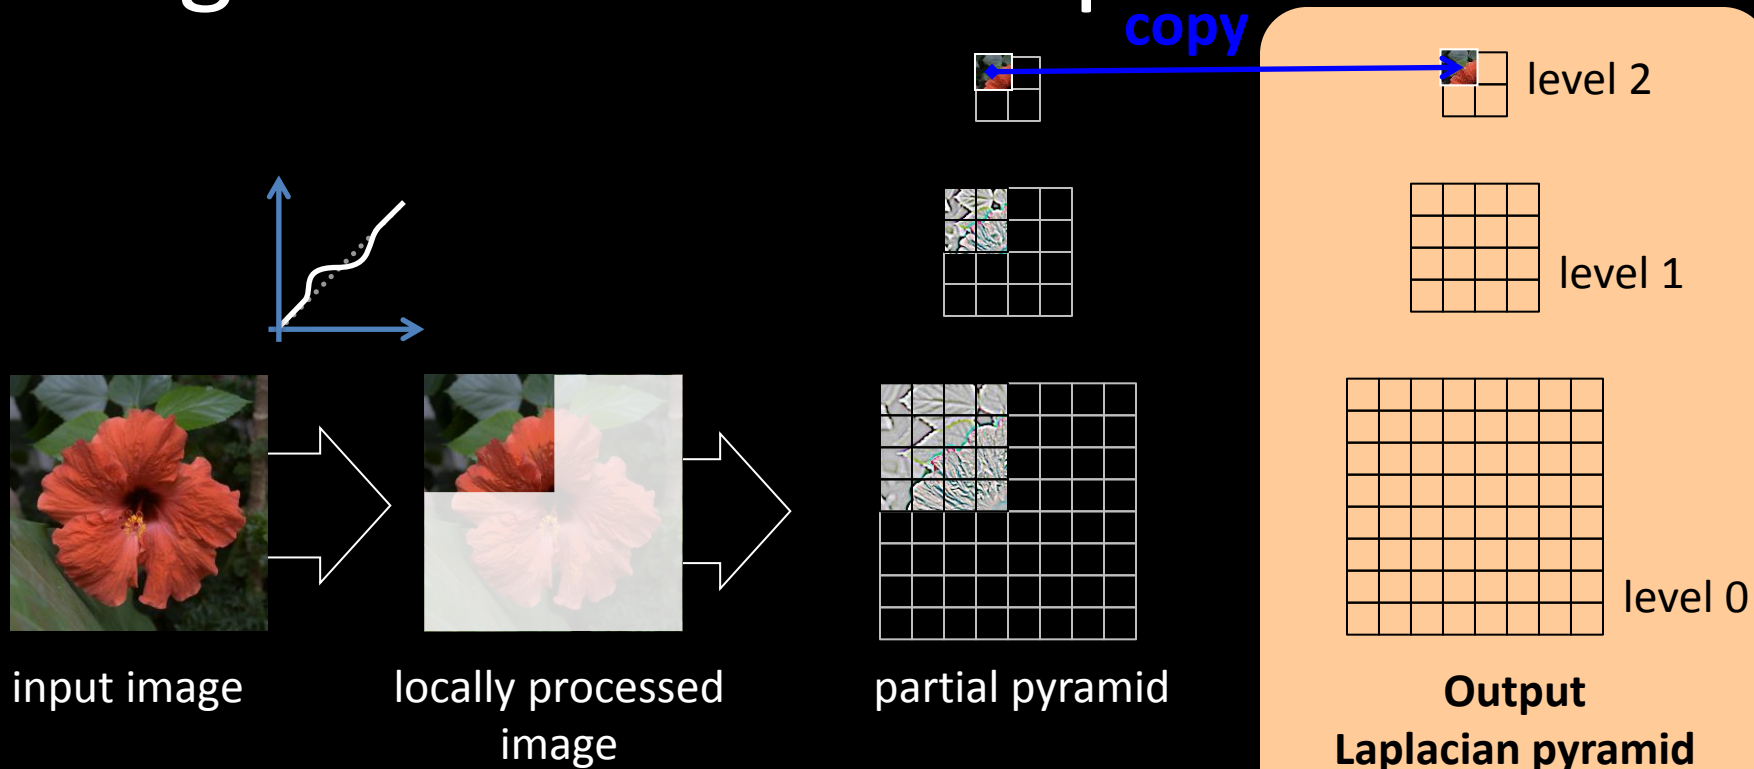 copy
level 2
level 1
level 0
input image
locally processed
image
partial pyramid
Output
Laplacian pyramid